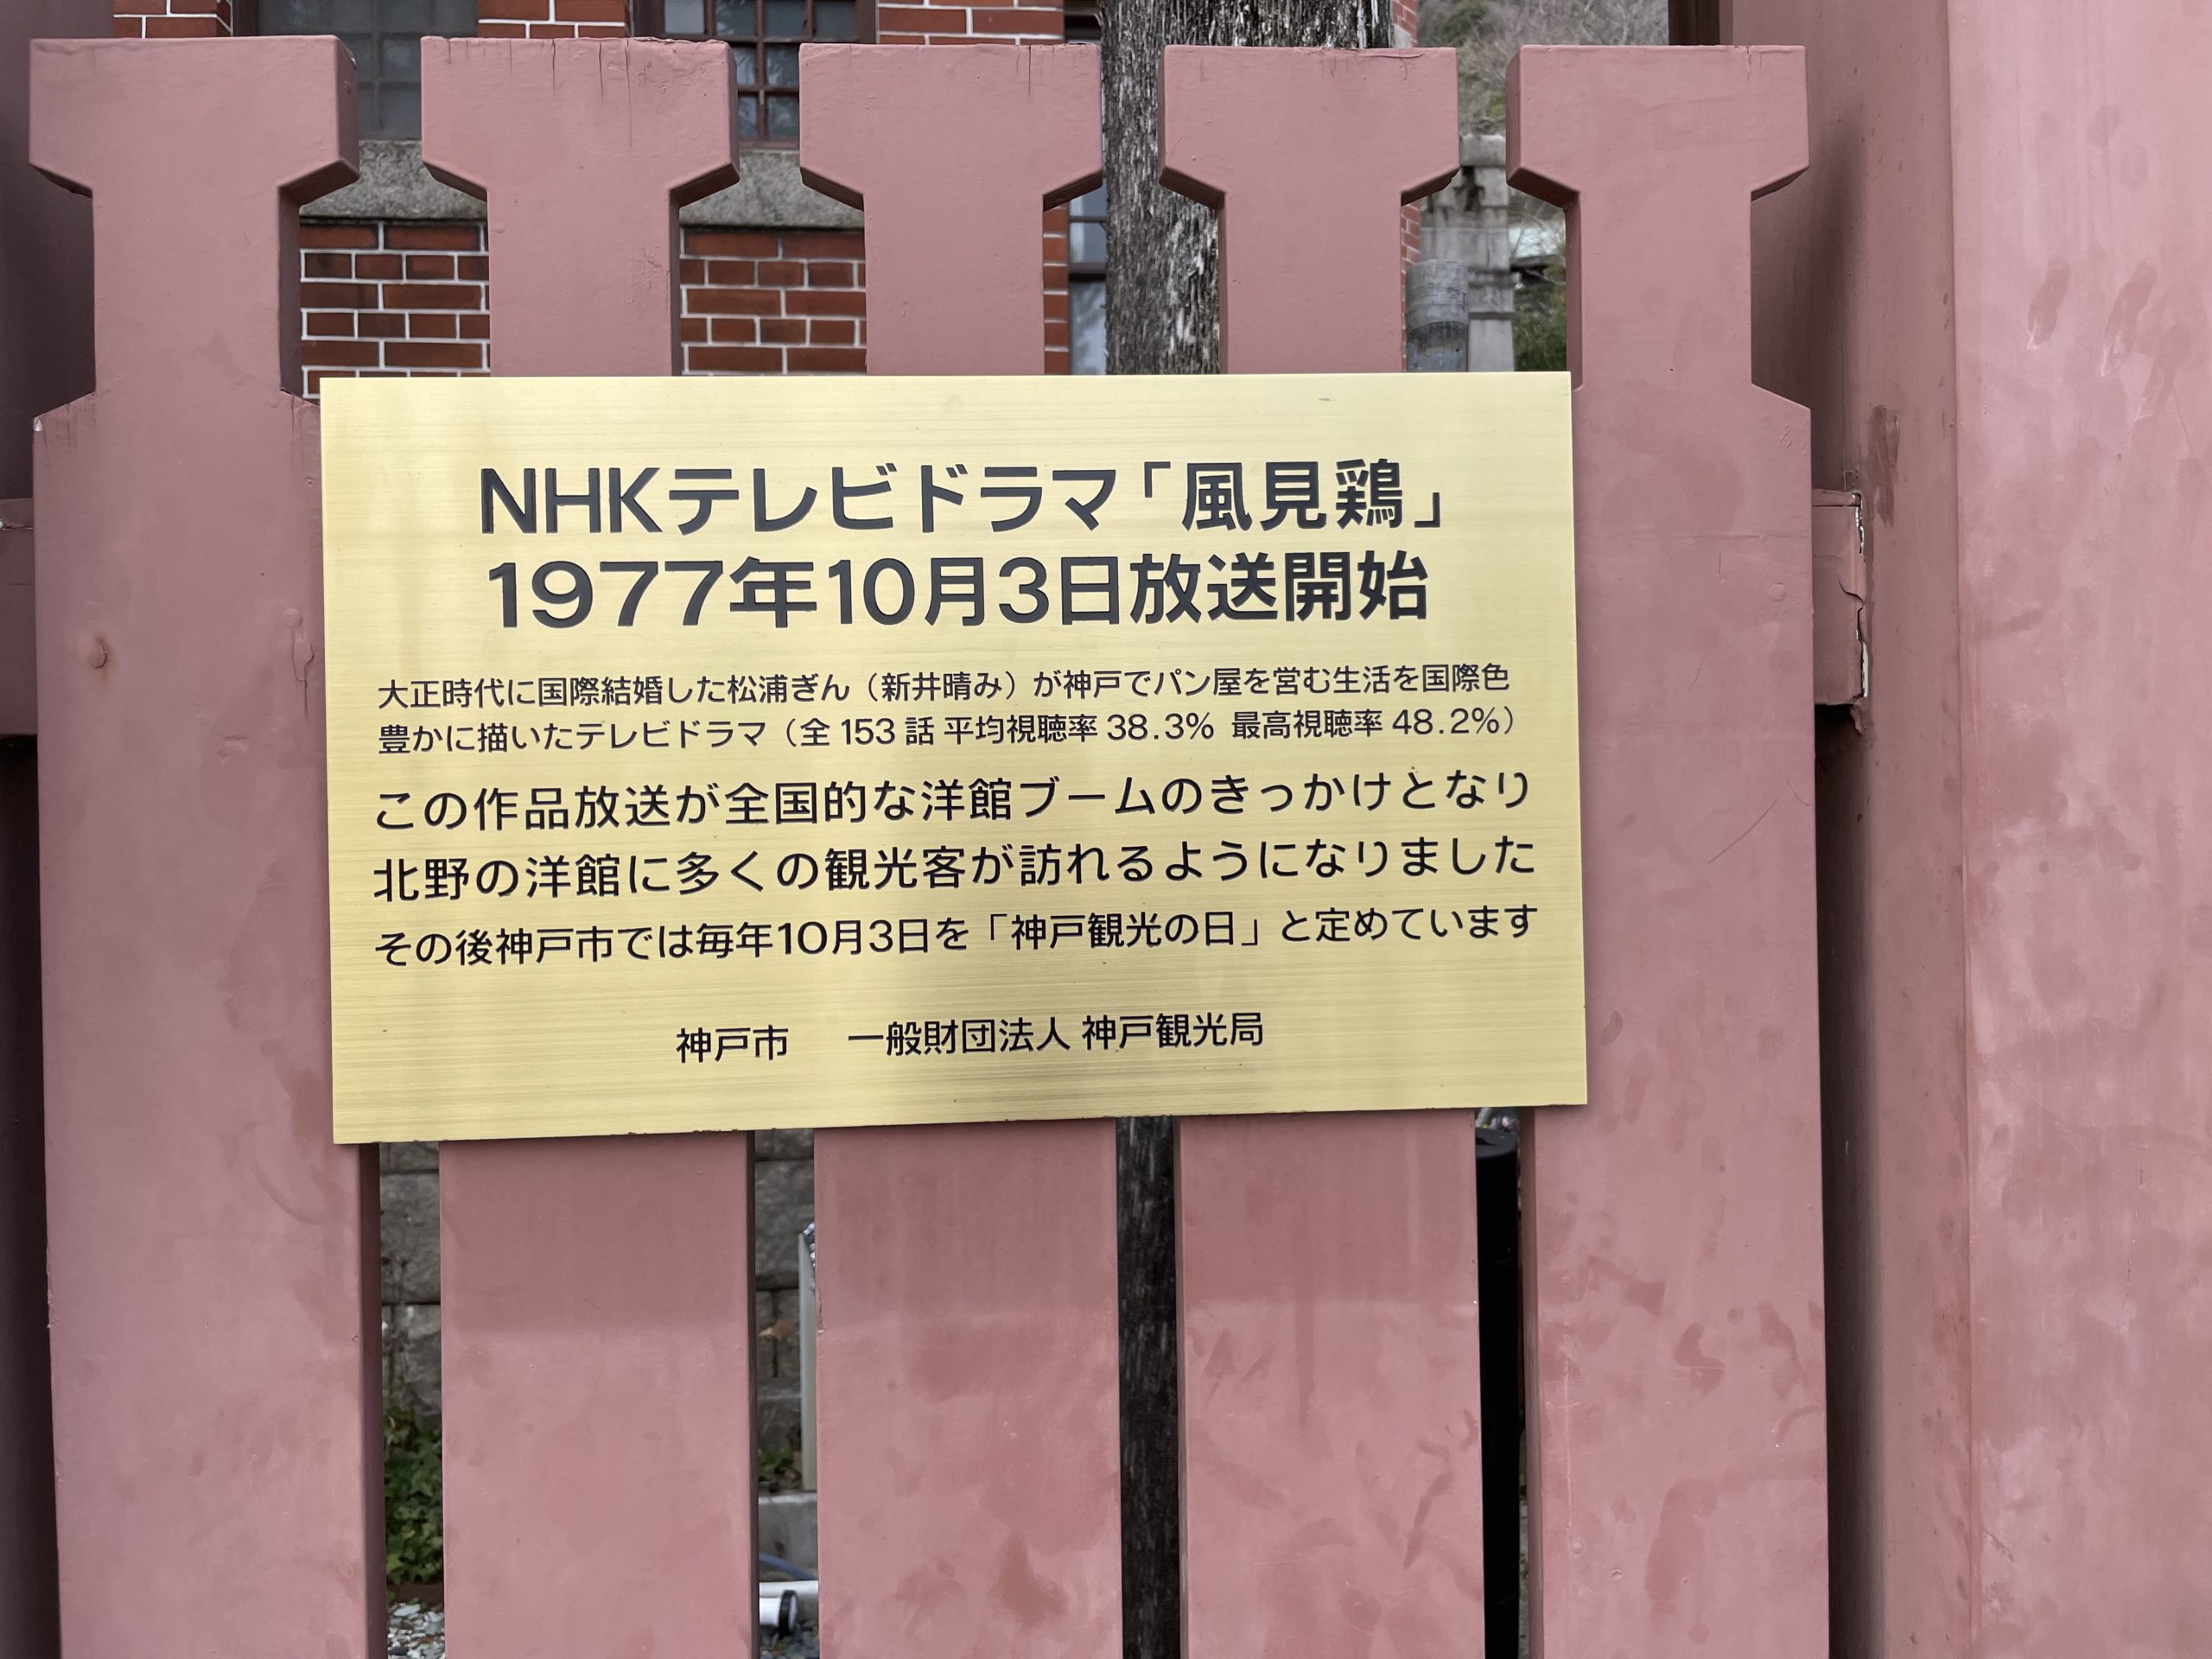 NHKテレビドラマ「風見鶏」
1977年10月3日放送開始
大正時代に国際結婚した松浦ぎん（新井晴み）が神戸でパン屋を営む生活を国際色
豊かに描いたテレビドラマ（全153話 平均視聴率38.3% 最高視聴率48.2%）
この作品放送が全国的な洋館ブームのきっかけとなり
北野の洋館に多くの観光客が訪れるようになりました
その後神戸市では毎年10月3日を「神戸観光の日」と定めています
神戸市 一般財団法人 神戸観光局